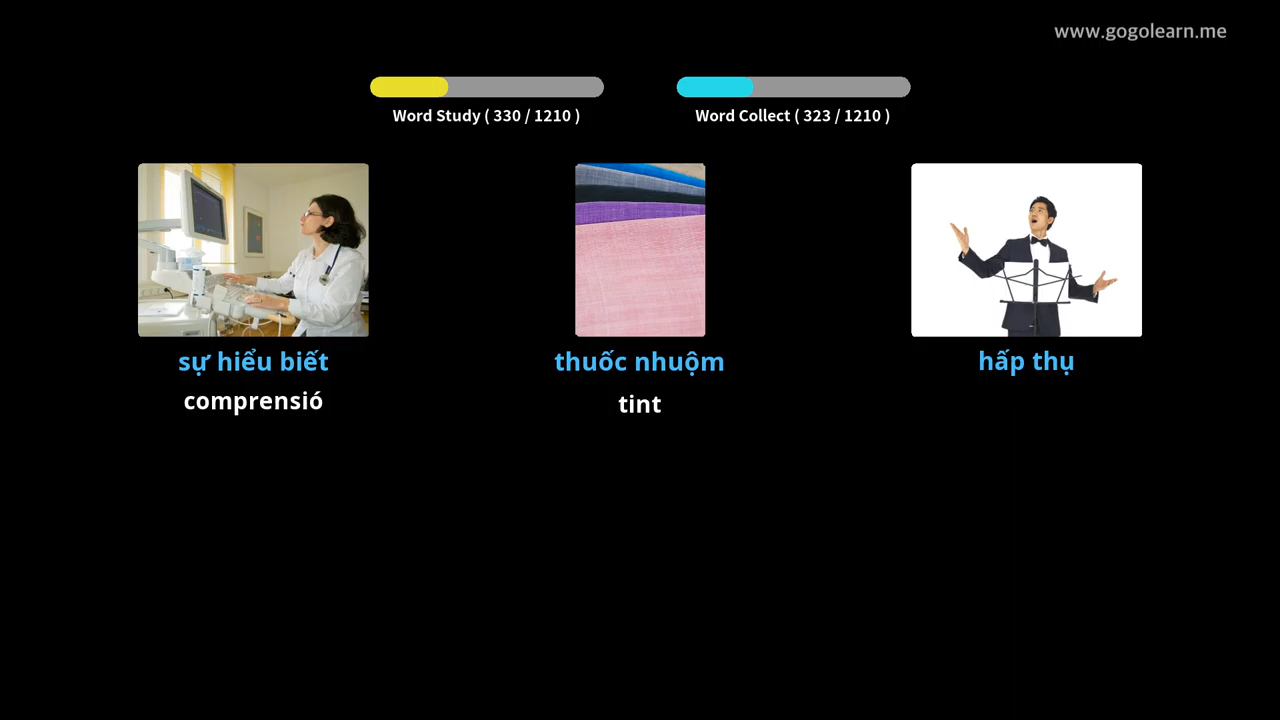 www.gogolearn.me
Word Study ( 330 / 1210 )
Word Collect ( 323 / 1210 )
sự hiểu biết
thuốc nhuộm
hấp thụ
comprensió
tint